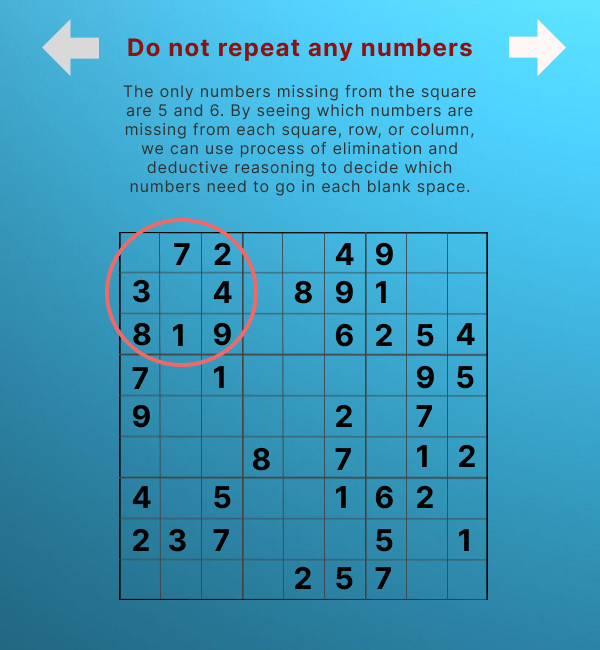 Do not repeat any numbers
The only numbers missing from the square
are 5 and 6. By seeing which numbers are
missing from each square, row, or column,
we can use process of elimination and
deductive reasoning to decide which
numbers need to go in each blank space.
7 2 4 9
3 4 8 9 1
8 1 9 6 2 5 4
7 1 9 5
9 2 7
8 7 1 2
4 5 1 6 2
2 3 7 5 1
2 5 7